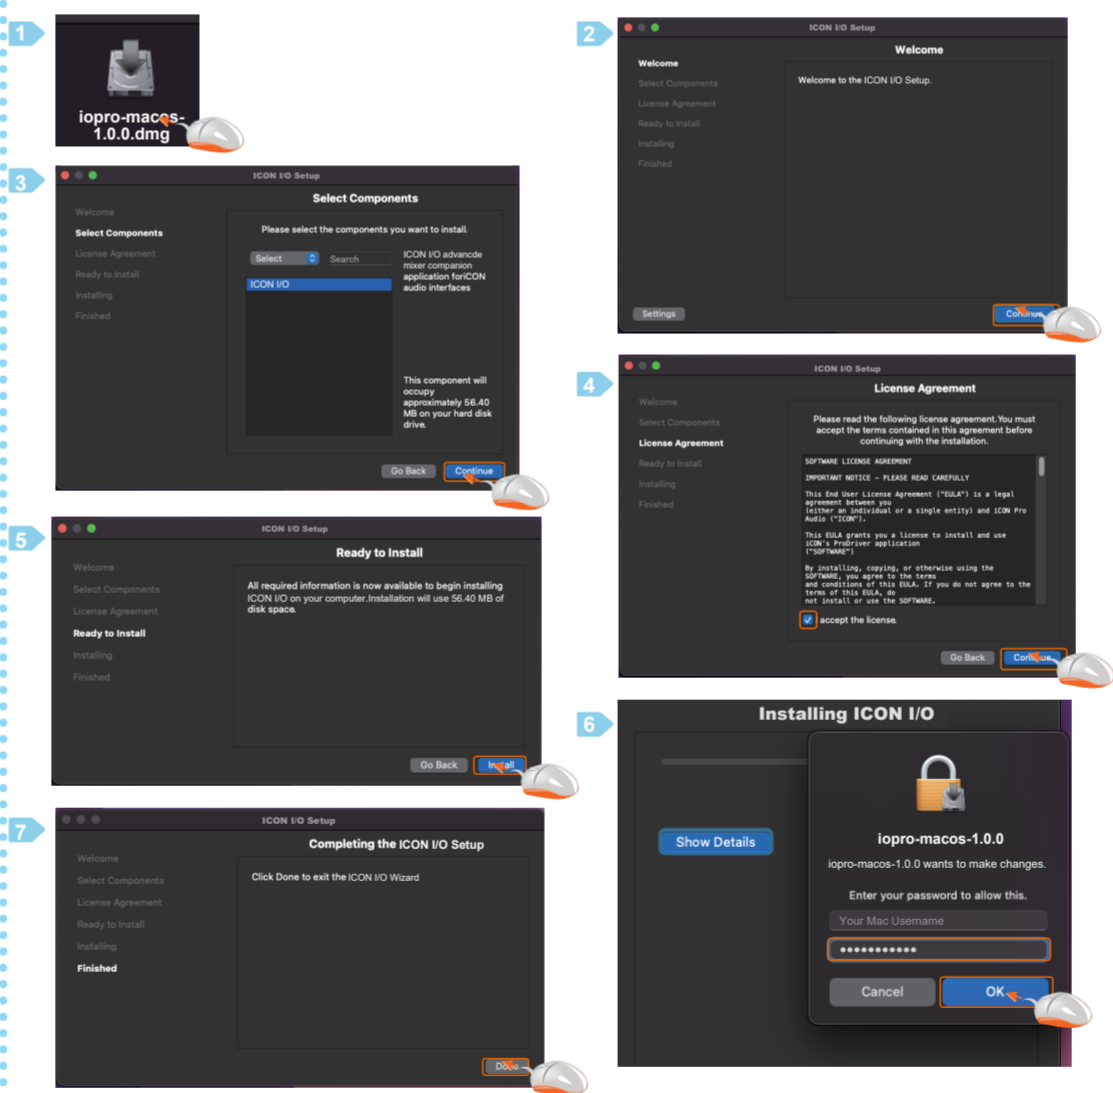 1
iopro-macos-
1.0.0.dmg
2
ICON I/O Setup
Welcome
Welcome
Select Components
License Agreement
Ready to Install
Installing
Finished
Welcome to the ICON I/O Setup.
Settings
Continue
3
ICON I/O Setup
Select Components
Welcome
Select Components
License Agreement
Ready to Install
Installing
Finished
Please select the components you want to install.
Select
Search
ICON I/O
ICON I/O advancde
mixer companion
application foriCON
audio interfaces
This component will
occupy
approximately 56.40
MB on your hard disk
drive.
Go Back
Continue
4
ICON I/O Setup
License Agreement
Welcome
Select Components
License Agreement
Ready to Install
Installing
Finished
Please read the following license agreement.You must
accept the terms contained in this agreement before
continuing with the installation.
SOFTWARE LICENSE AGREEMENT
IMPORTANT NOTICE – PLEASE READ CAREFULLY
This End User License Agreement ("EULA") is a legal
agreement between you
(either an individual or a single entity) and iCON Pro
Audio ("ICON").
This EULA grants you a license to install and use
iCON's ProDriver application
("SOFTWARE")
By installing, copying, or otherwise using the
SOFTWARE, you agree to the terms
and conditions of this EULA. If you do not agree to the
terms of this EULA, do
not install or use the SOFTWARE.
accept the license.
Go Back
Continue
5
ICON I/O Setup
Ready to Install
Welcome
Select Components
License Agreement
Ready to Install
Installing
Finished
All required information is now available to begin installing
ICON I/O on your computer.Installation will use 56.40 MB of
disk space.
Go Back
Install
6
Installing ICON I/O
Show Details
iopro-macos-1.0.0
iopro-macos-1.0.0 wants to make changes.
Enter your password to allow this.
Your Mac Username
Cancel
OK
7
ICON I/O Setup
Completing the ICON I/O Setup
Welcome
Select Components
License Agreement
Ready to Install
Installing
Finished
Click Done to exit the ICON I/O Wizard
Done